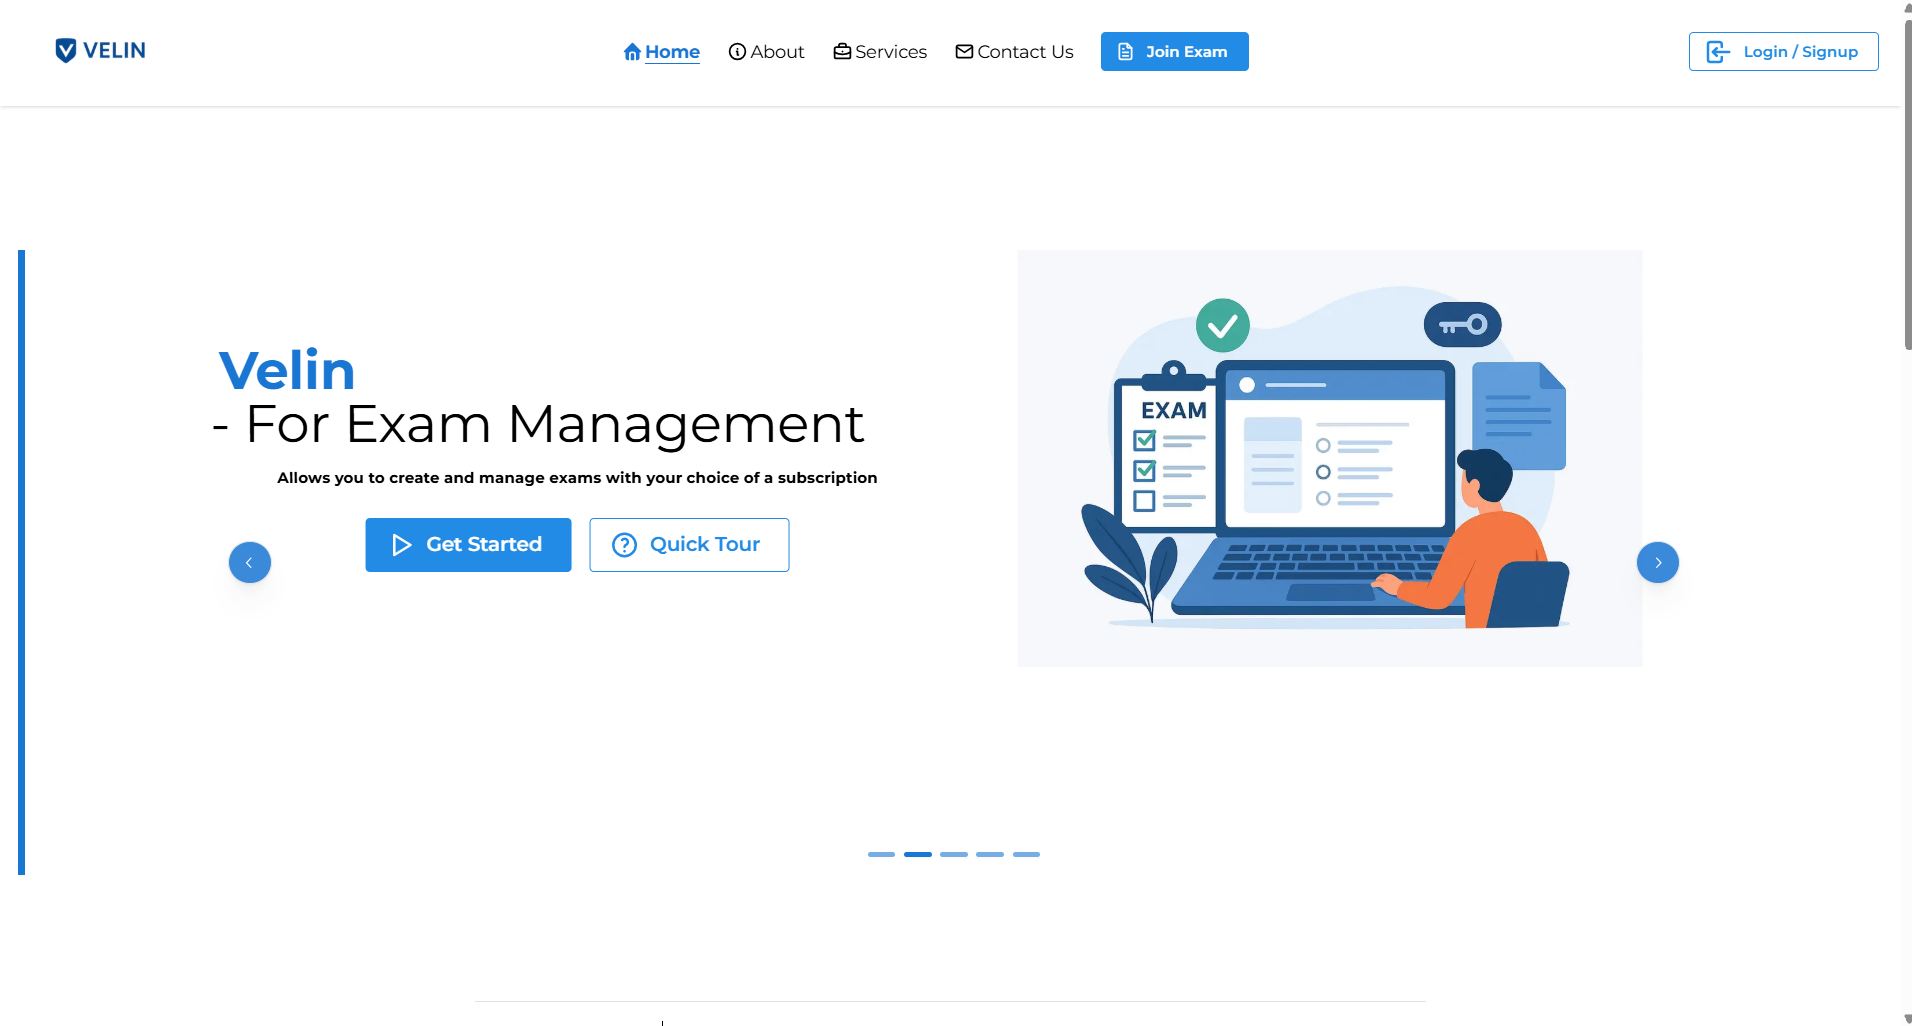 VELIN
Home
About
Services
Contact Us
Join Exam
Login / Signup
Velin
- For Exam Management
Allows you to create and manage exams with your choice of a subscription
Get Started
Quick Tour
EXAM